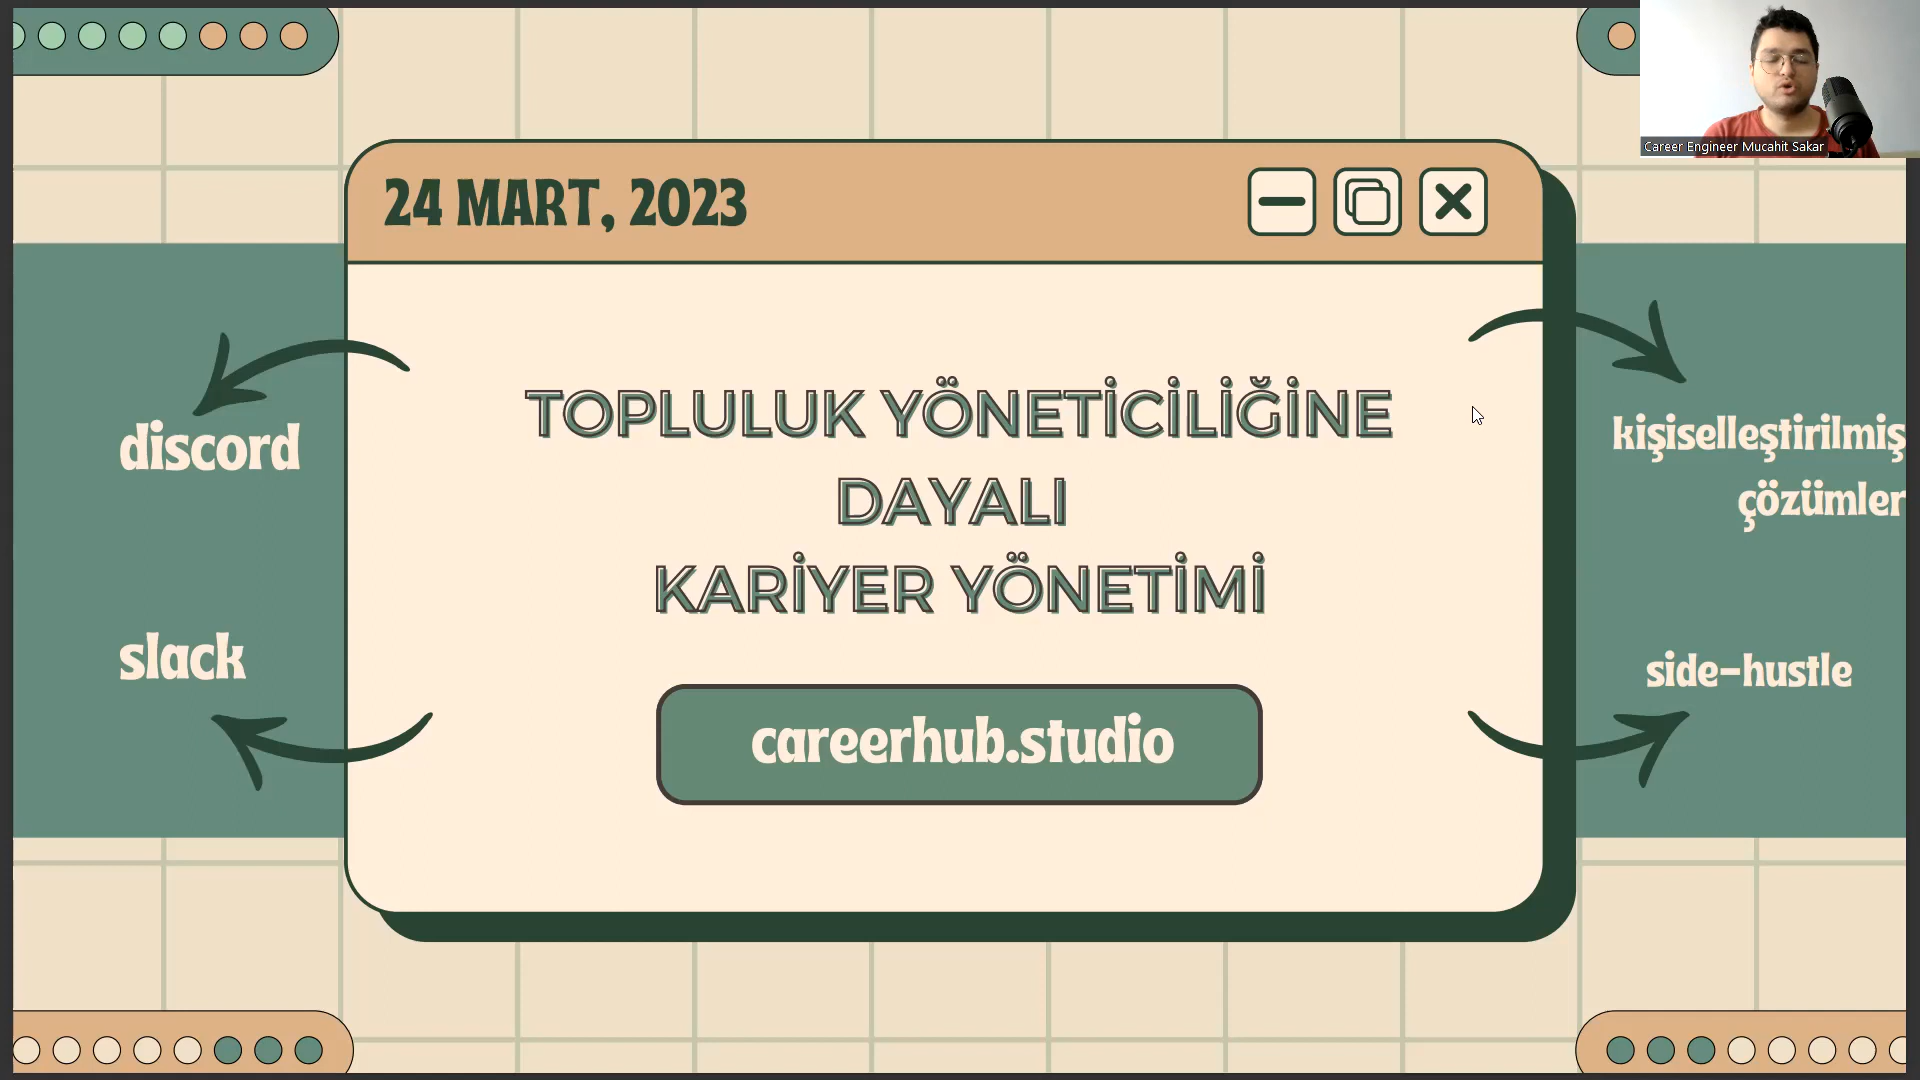 Career Engineer Mucahit Sakar
24 MART, 2023
discord
slack
TOPLULUK YÖNETİCİLİĞİNE
DAYALI
KARİYER YÖNETİMİ
careerhub.studio
kişiselleştirilmiş
çözümler
side-hustle